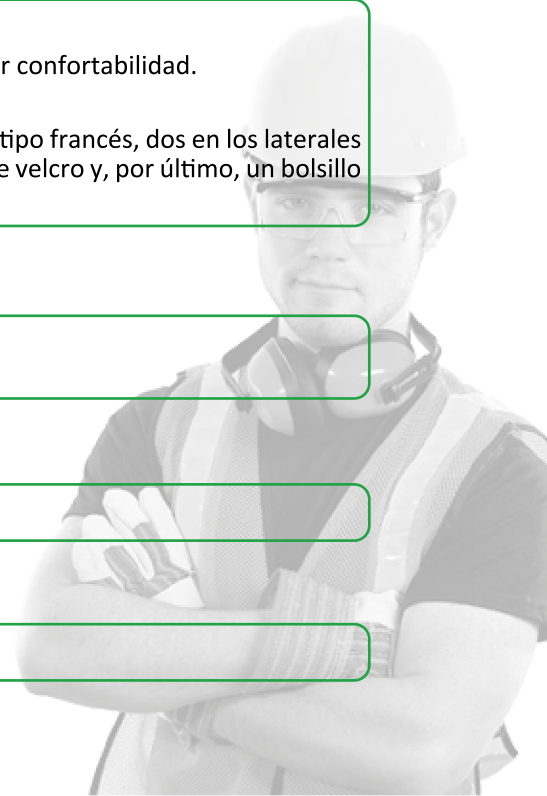 r confortabilidad.
tipo francés, dos en los laterales
e velcro y, por último, un bolsillo